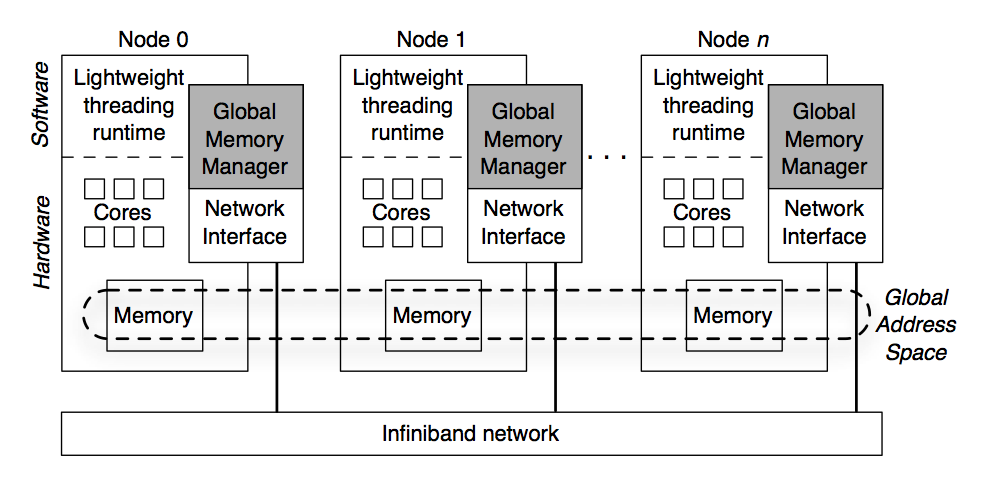 Node 0
Node 1
Node n
Software
Lightweight
threading
runtime
Global
Memory
Manager
Lightweight
threading
runtime
Global
Memory
Manager
. . .
Lightweight
threading
runtime
Global
Memory
Manager
Hardware
Cores
Network
Interface
Cores
Network
Interface
Cores
Network
Interface
Memory
Memory
Memory
Global
Address
Space
Infiniband network